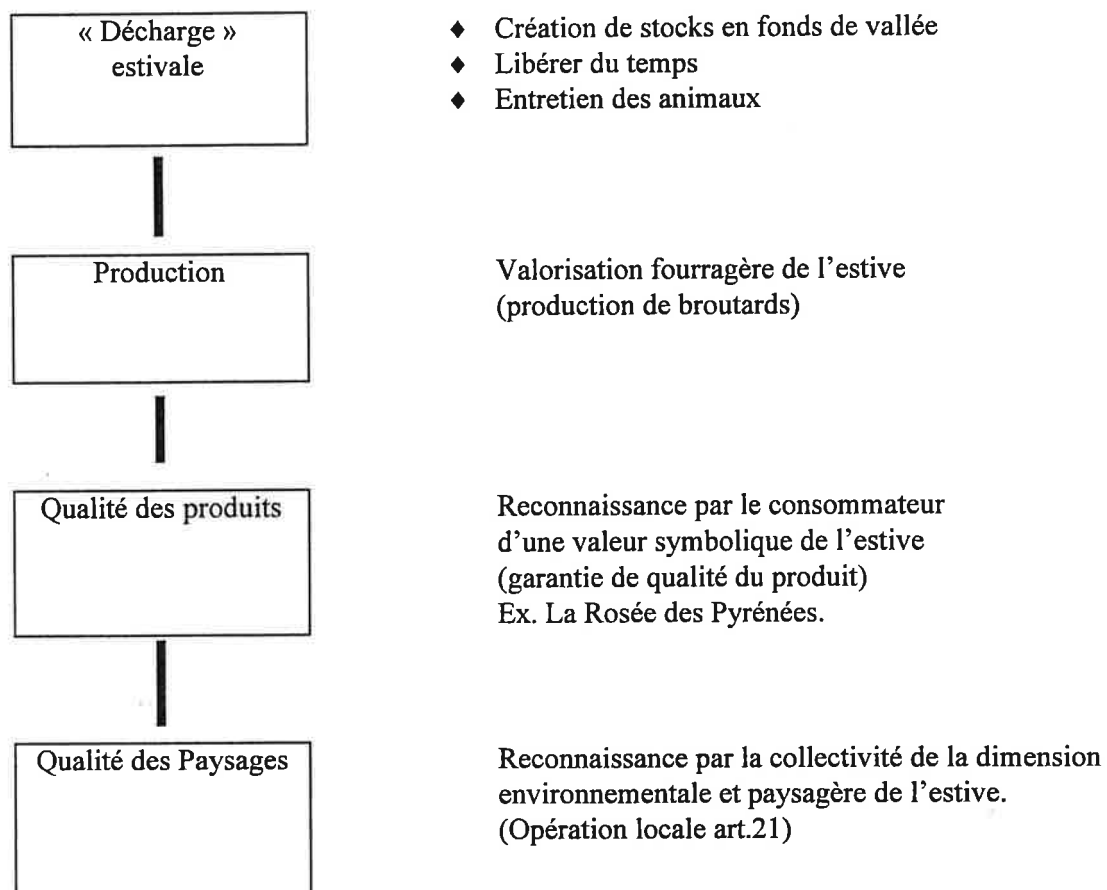 « Décharge »
estivale
♦ Création de stocks en fonds de vallée
♦ Libérer du temps
♦ Entretien des animaux
Production
Valorisation fourragère de l’estive
(production de broutards)
Qualité des produits
Reconnaissance par le consommateur
d’une valeur symbolique de l’estive
(garantie de qualité du produit)
Ex. La Rosée des Pyrénées.
Qualité des Paysages
Reconnaissance par la collectivité de la dimension
environnementale et paysagère de l’estive.
(Opération locale art.21)